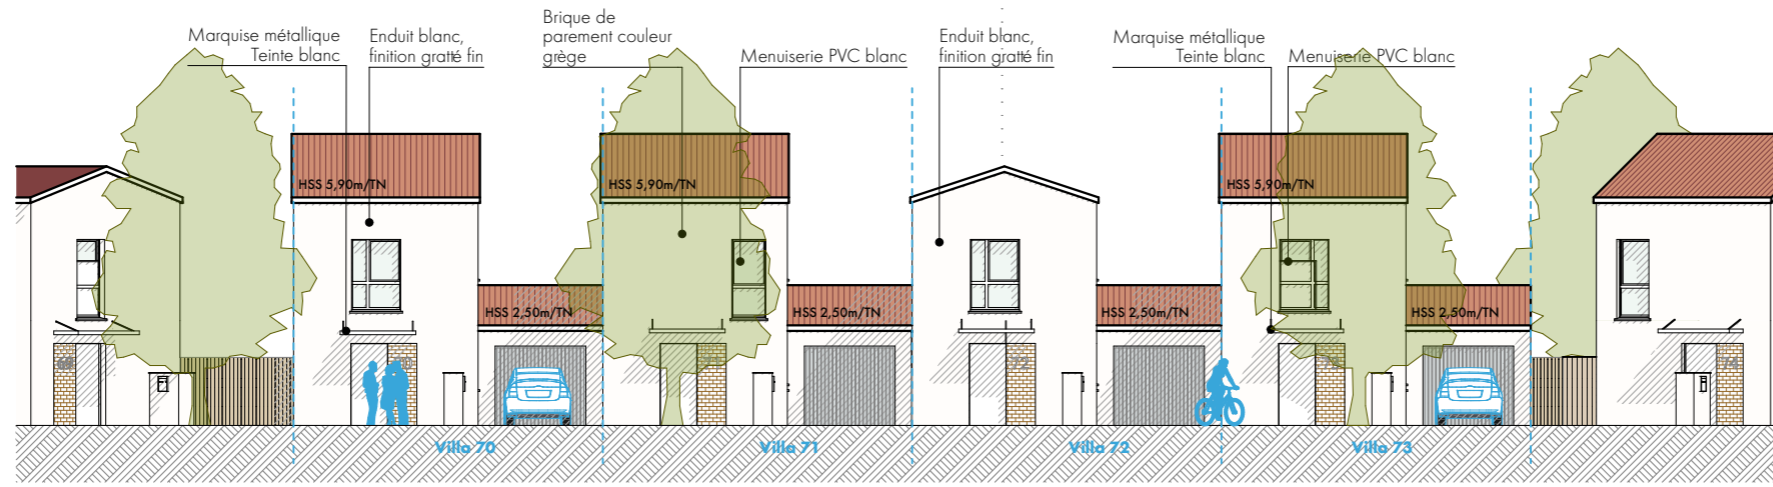 Marquise métallique
Teinte blanc
Enduit blanc,
finition gratté fin
Brique de
parement couleur
grège
Menuiserie PVC blanc
Enduit blanc,
finition gratté fin
Marquise métallique
Teinte blanc
Menuiserie PVC blanc
HSS 5,90m/TN
HSS 5,90m/TN
HSS 5,90m/TN
HSS 2,50m/TN
HSS 2,50m/TN
HSS 2,50m/TN
HSS 2,50m/TN
72
74
Villa 70
Villa 71
Villa 72
Villa 73